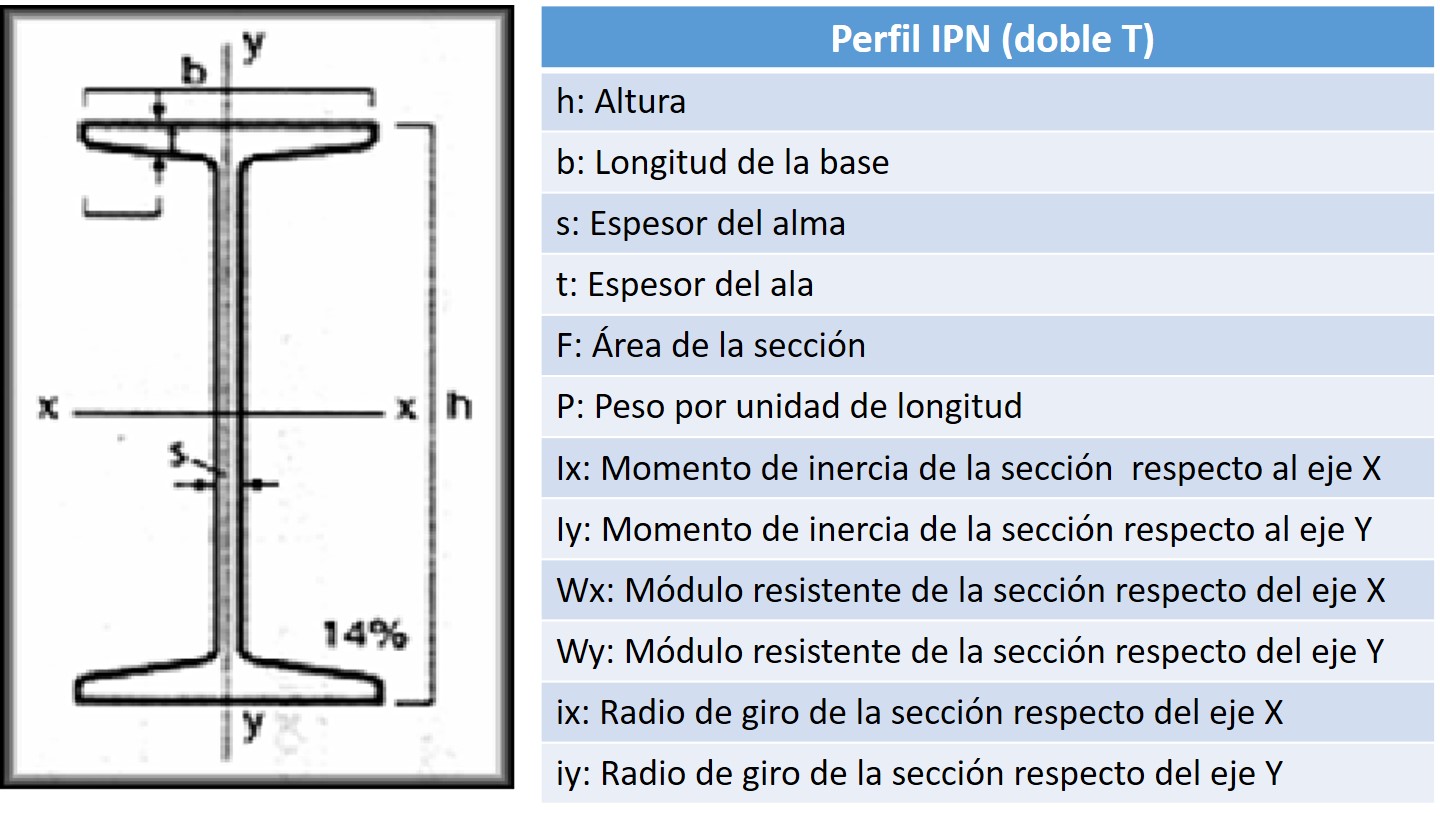 y
b
x
x
h
s
14%
y
Perfil IPN (doble T)
h: Altura
b: Longitud de la base
s: Espesor del alma
t: Espesor del ala
F: Área de la sección
P: Peso por unidad de longitud
Ix: Momento de inercia de la sección  respecto al eje X
Iy: Momento de inercia de la sección respecto al eje Y
Wx: Módulo resistente de la sección respecto del eje X
Wy: Módulo resistente de la sección respecto del eje Y
ix: Radio de giro de la sección respecto del eje X
iy: Radio de giro de la sección respecto del eje Y